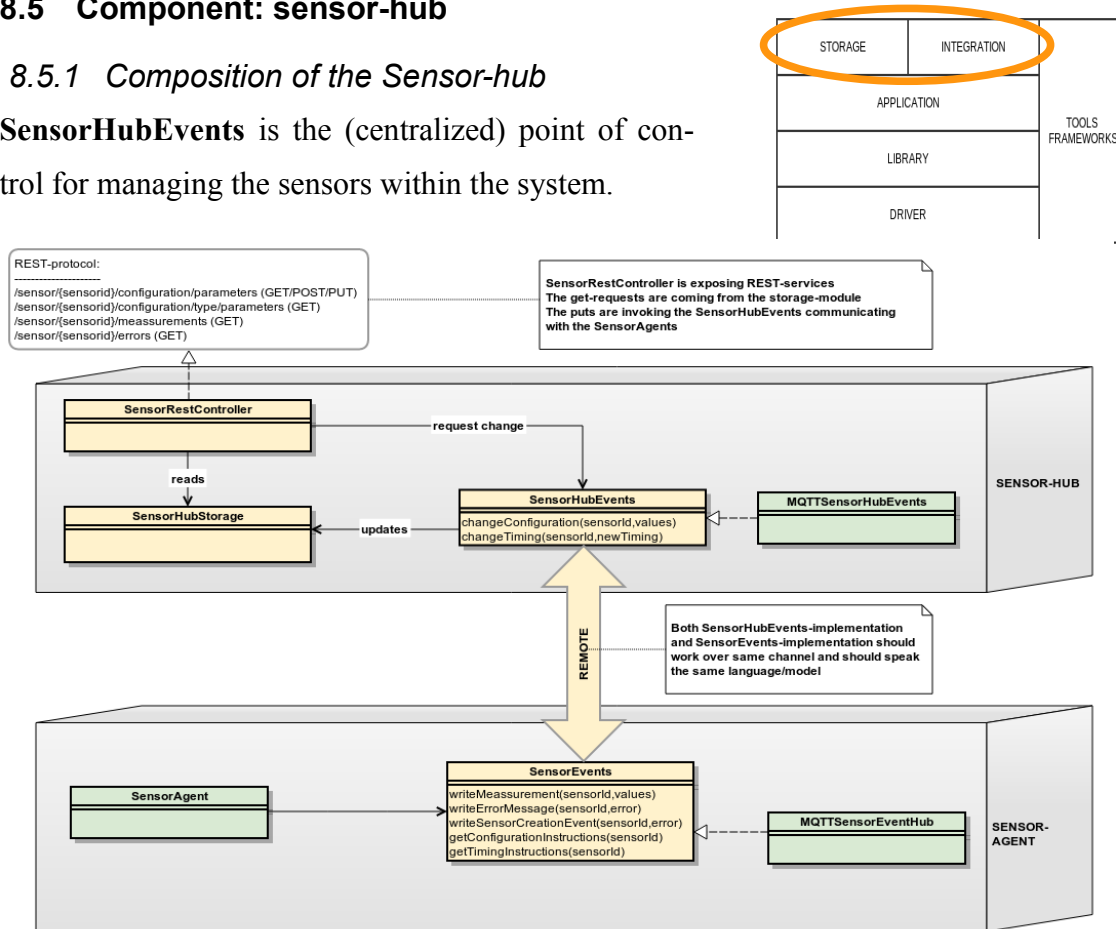 8.5 Component: sensor-hub
8.5.1 Composition of the Sensor-hub
SensorHubEvents is the (centralized) point of con-
trol for managing the sensors within the system.
STORAGE
INTEGRATION
APPLICATION
LIBRARY
DRIVER
TOOLS
FRAMEWORKS
REST-protocol:
---------------------
/sensor/{sensorid}/configuration/parameters (GET/POST/PUT)
/sensor/{sensorid}/configuration/type/parameters (GET)
/sensor/{sensorid}/meassurements (GET)
/sensor/{sensorid}/errors (GET)
SensorRestController is exposing REST-services
The get-requests are coming from the storage-module
The puts are invoking the SensorHubEvents communicating
with the SensorAgents
SensorRestController
request change
reads
SensorHubStorage
updates
SensorHubEvents
changeConfiguration(sensorId,values)
changeTiming(sensorId,newTiming)
MQTTSensorHubEvents
SENSOR-HUB
REMOTE
Both SensorHubEvents-implementation
and SensorEvents-implementation should
work over same channel and should speak
the same language/model
SensorAgent
SensorEvents
writeMeassurement(sensorId,values)
writeErrorMessage(sensorId,error)
writeSensorCreationEvent(sensorId,error)
getConfigurationInstructions(sensorId)
getTimingInstructions(sensorId)
MQTTSensorEventHub
SENSOR-
AGENT